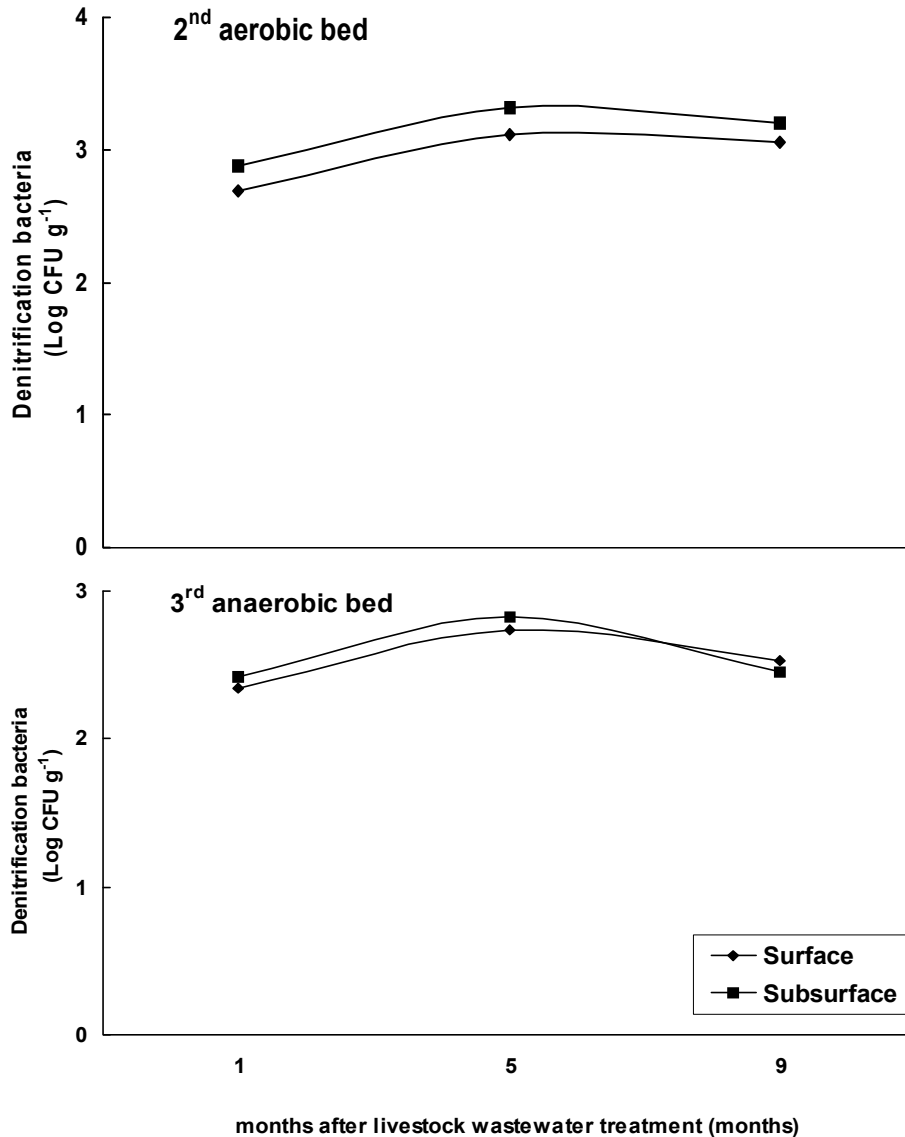 2nd aerobic bed
4
3
2
1
0
Denitrification bacteria
(Log CFU g-1)
3rd anaerobic bed
3
2
1
0
Denitrification bacteria
(Log CFU g-1)
Surface
Subsurface
1 5 9
months after livestock wastewater treatment (months)